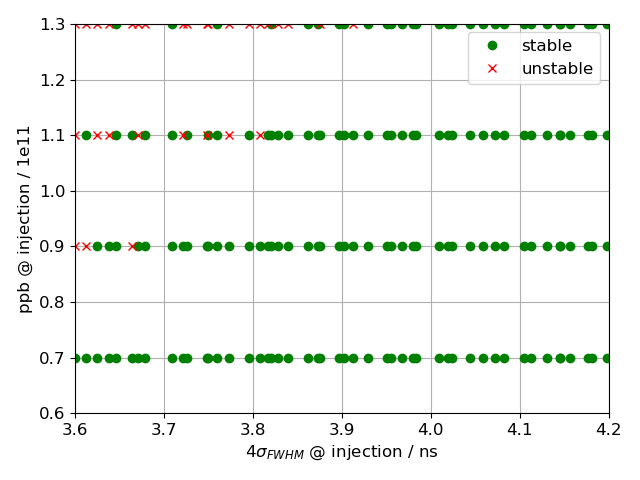 1.3
1.2
1.1
1.0
0.9
0.8
0.7
0.6
ppb @ injection / 1e11
stable
unstable
3.6 3.7 3.8 3.9 4.0 4.1 4.2
4σFWHM @ injection / ns